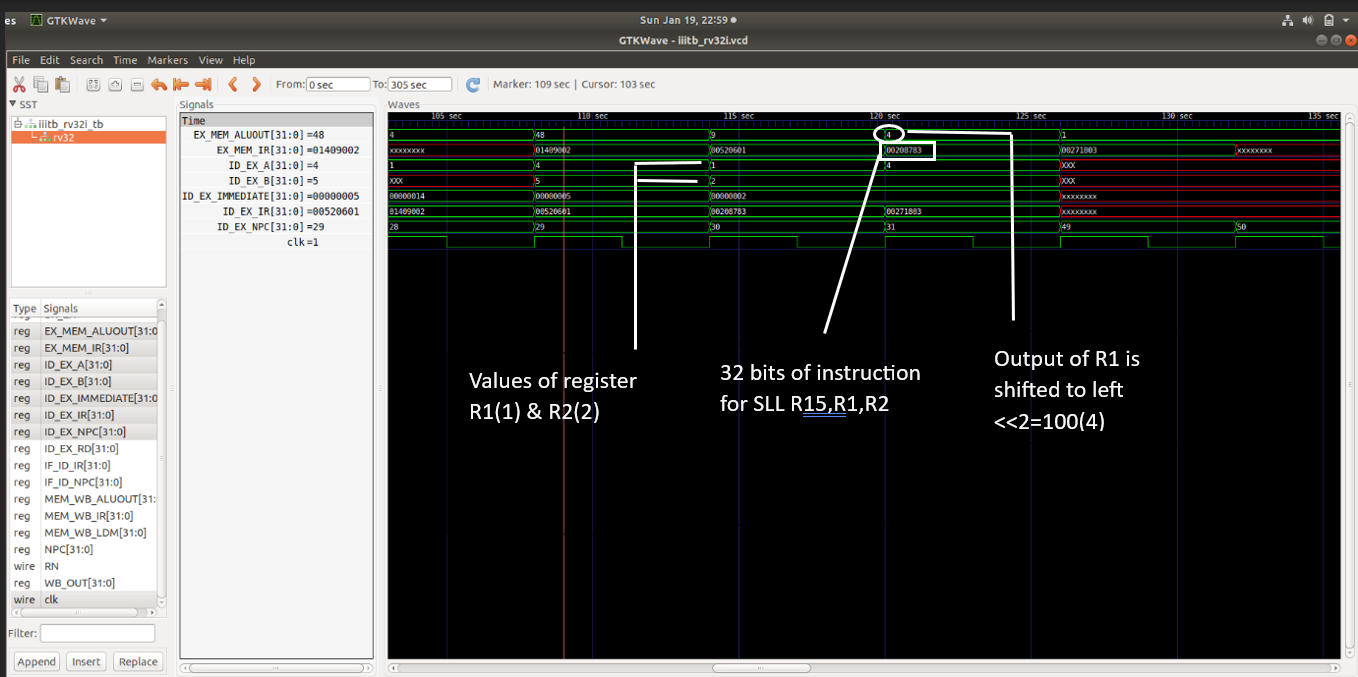 es GTKWave Sun Jan 19, 22:59
GTKWave - iiitb_rv32i.vcd
File Edit Search Time Markers View Help
From: 0 sec To: 305 sec Marker: 109 sec | Cursor: 103 sec
SST
iiitb_rv32i_tb
rv32
Signals
Time
EX_MEM_ALUOUT[31:0] =48
EX_MEM_IR[31:0] =01409002
ID_EX_A[31:0] =4
ID_EX_B[31:0] =5
ID_EX_IMMEDIATE[31:0] =00000005
ID_EX_IR[31:0] =00520601
ID_EX_NPC[31:0] =29
clk =1
Waves
105 sec 110 sec 115 sec 120 sec 125 sec 130 sec 135 sec
4 48 9 4 1
xxxxxxxx 01409002 00520601 00208783 00271803 xxxxxxxx
1 4 1 4 XXX
XXX 5 2 XXX
00000014 00000005 00000002 xxxxxxxx
01409002 00520601 00208783 00271803 xxxxxxxx
28 29 30 31 49 50
Values of register
R1(1) & R2(2)
32 bits of instruction
for SLL R15,R1,R2
Output of R1 is
shifted to left
<<2=100(4)
Type Signals
reg EX_MEM_ALUOUT[31:0
reg EX_MEM_IR[31:0]
reg ID_EX_A[31:0]
reg ID_EX_B[31:0]
reg ID_EX_IMMEDIATE[31:0
reg ID_EX_IR[31:0]
reg ID_EX_NPC[31:0]
reg ID_EX_RD[31:0]
reg IF_ID_IR[31:0]
reg IF_ID_NPC[31:0]
reg MEM_WB_ALUOUT[31:
reg MEM_WB_IR[31:0]
reg MEM_WB_LDM[31:0]
reg NPC[31:0]
wire RN
reg WB_OUT[31:0]
wire clk
Filter:
Append Insert Replace